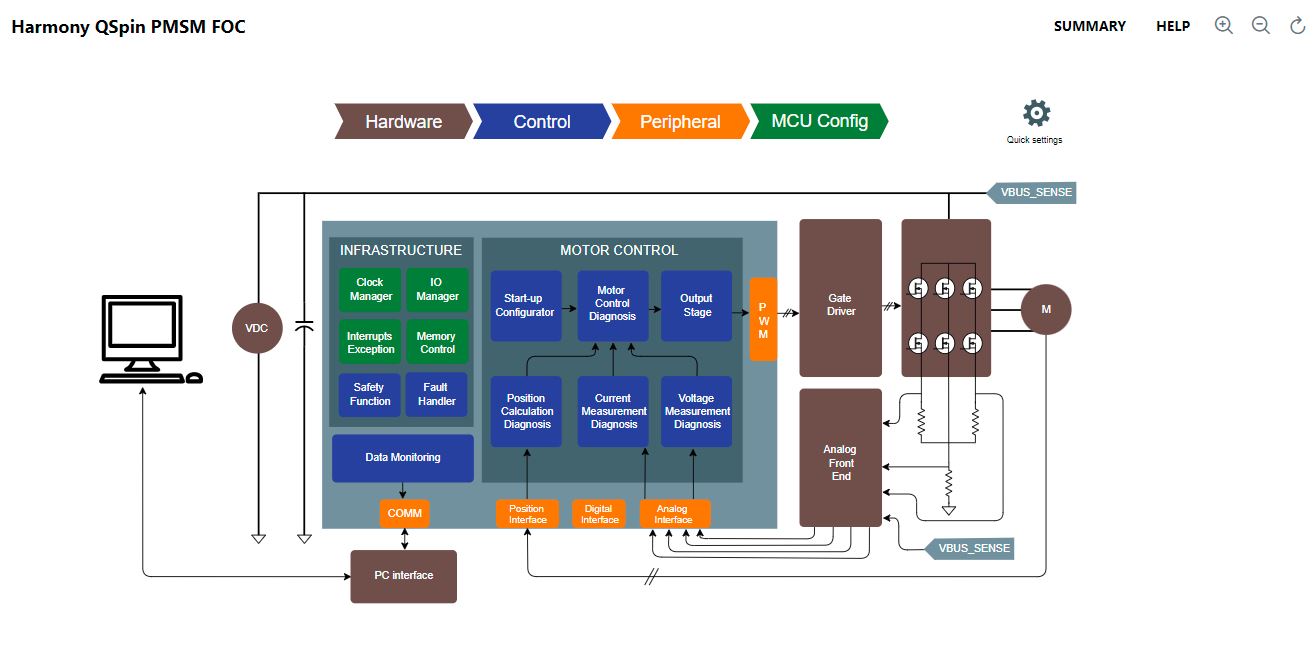 Harmony QSpin PMSM FOC
SUMMARY HELP
Hardware Control Peripheral MCU Config
Quick settings
VBUS_SENSE
INFRASTRUCTURE
Clock
Manager
IO
Manager
Interrupts
Exception
Memory
Control
Safety
Function
Fault
Handler
Data Monitoring
COMM
PC interface
VDC
MOTOR CONTROL
Start-up
Configurator
Motor
Control
Diagnosis
Output
Stage
Position
Calculation
Diagnosis
Current
Measurement
Diagnosis
Voltage
Measurement
Diagnosis
Position
Interface
Digital
Interface
Analog
Interface
P
W
M
Gate
Driver
M
Analog
Front
End
VBUS_SENSE